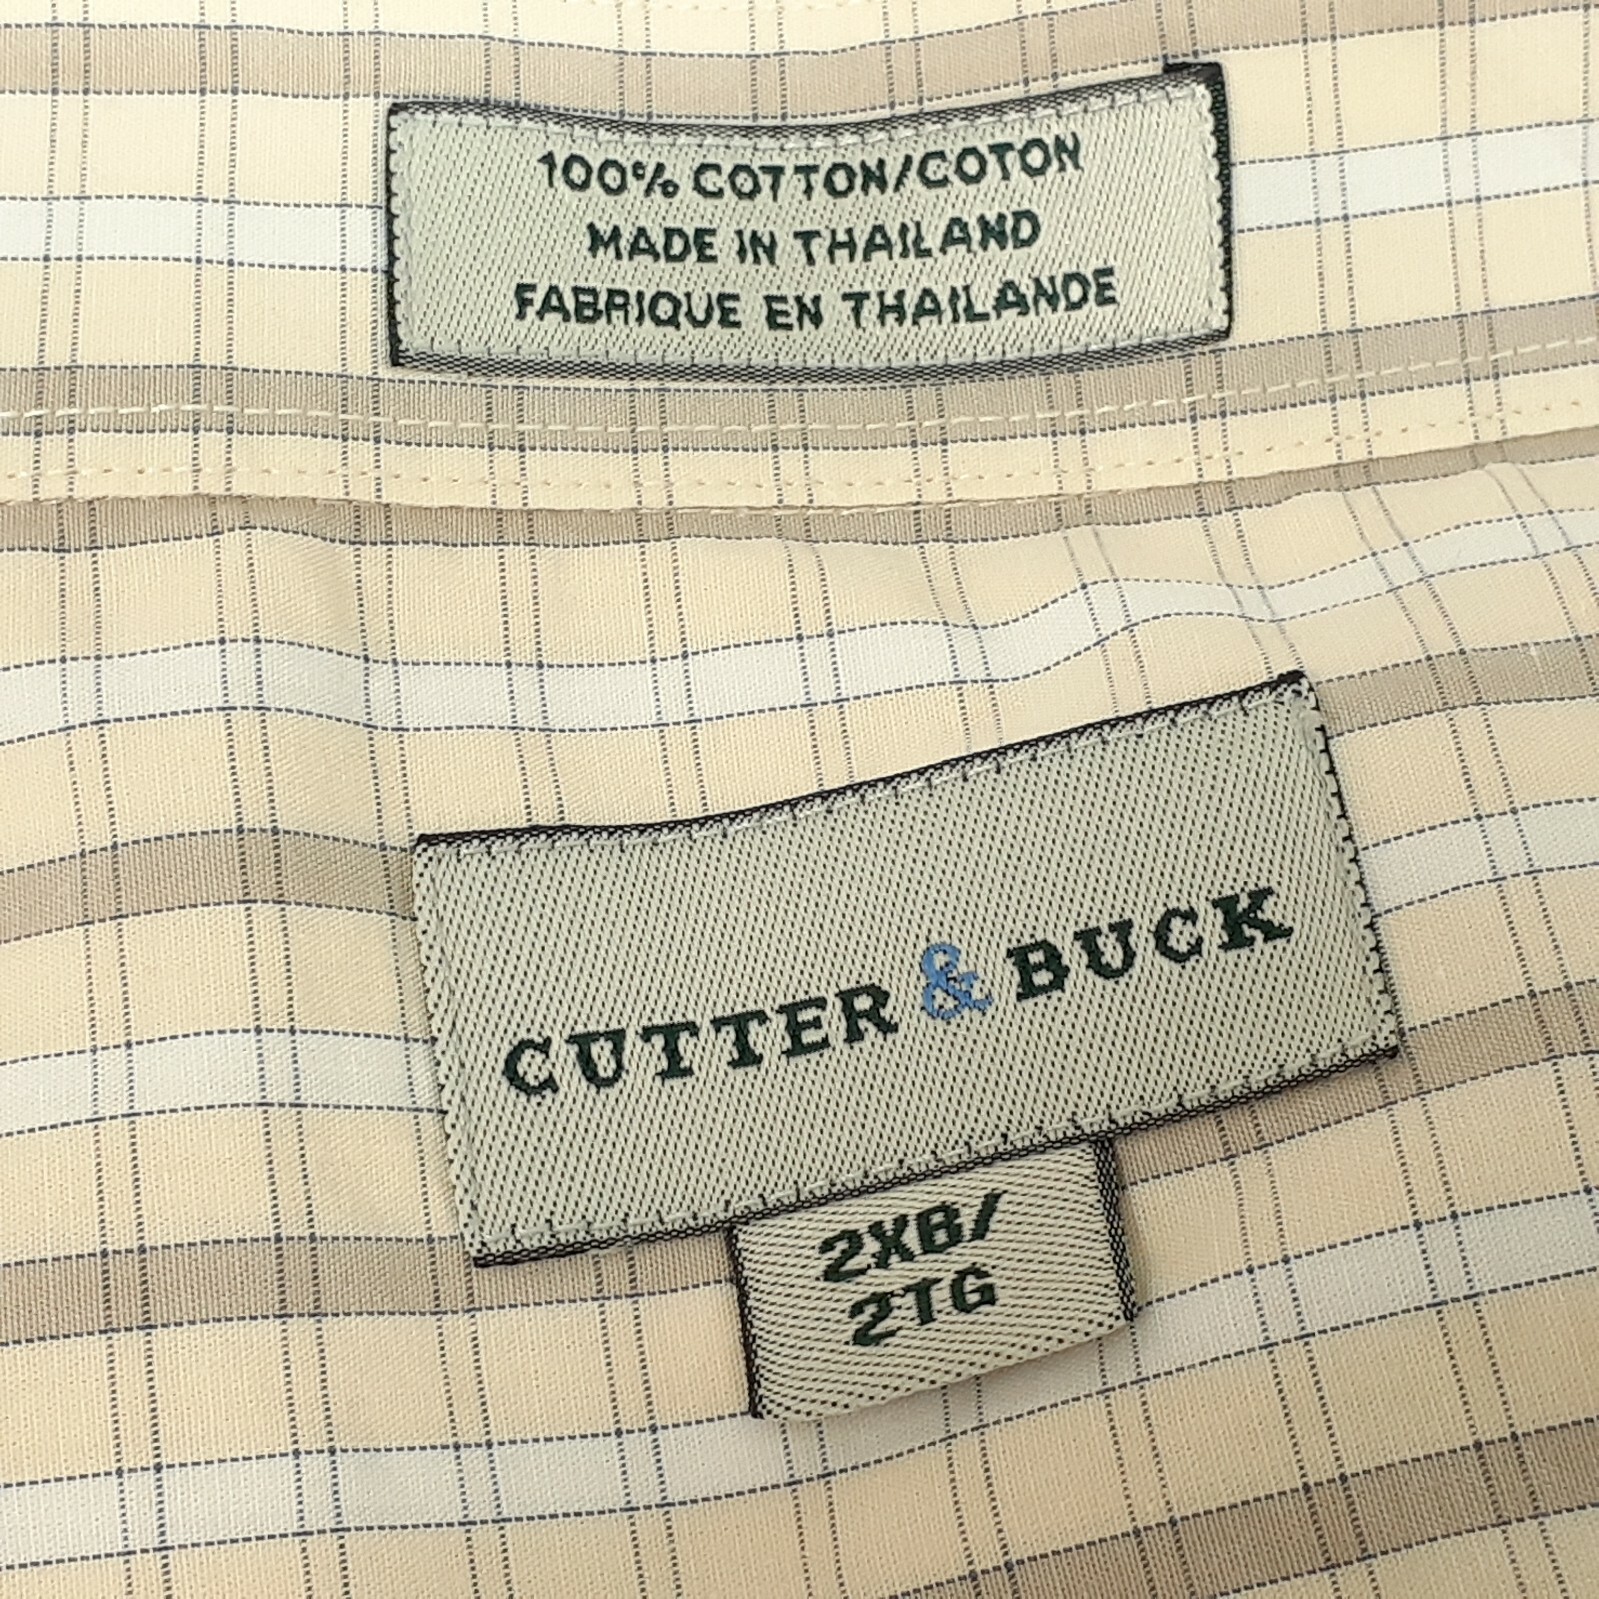 100% COTTON/COTON
MADE IN THAILAND
FABRIQUE EN THAILANDE
CUTTER & BUCK
2XB/
2TG